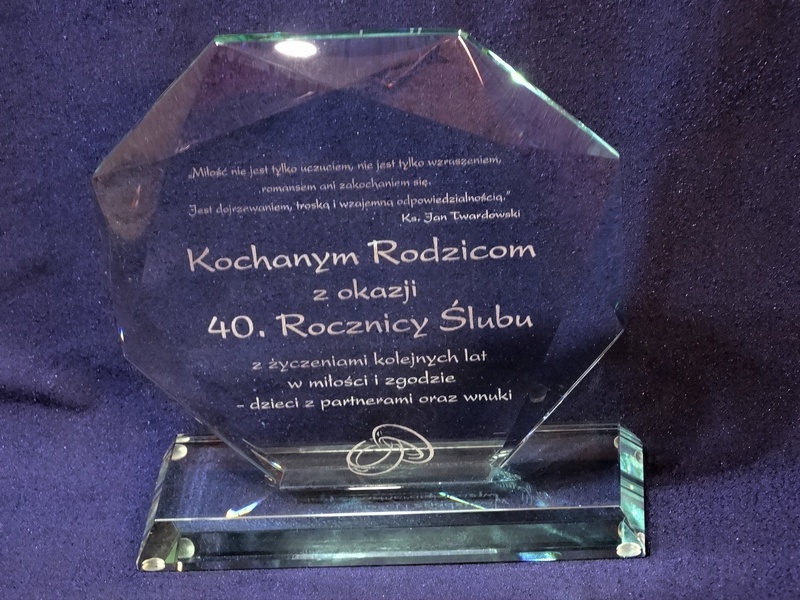 „Miłość nie jest tylko uczuciem, nie jest tylko wzruszeniem,
romansem ani zakochaniem się.
Jest dojrzewaniem, troską i wzajemną odpowiedzialnością.”
Ks. Jan Twardowski
Kochanym Rodzicom
z okazji
40. Rocznicy Ślubu
z życzeniami kolejnych lat
w miłości i zgodzie
- dzieci z partnerami oraz wnuki